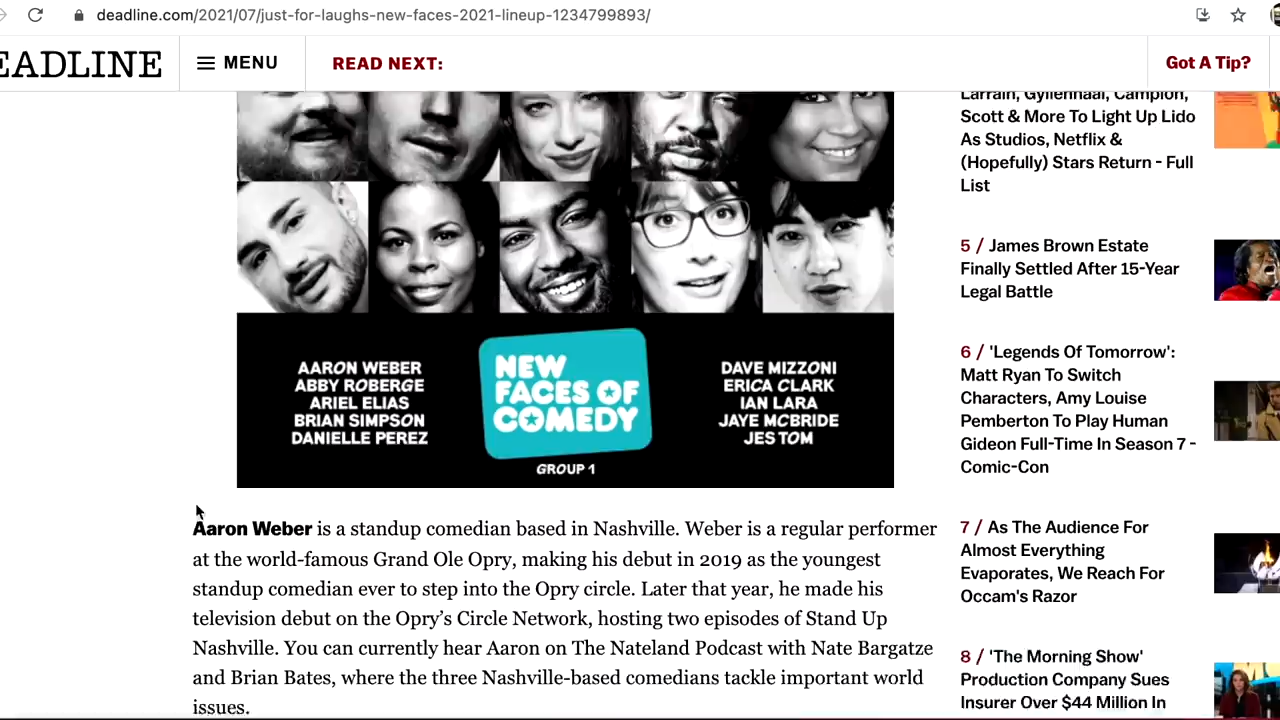 deadline.com/2021/07/just-for-laughs-new-faces-2021-lineup-1234799893/
EADLINE
MENU
READ NEXT:
Got A Tip?
AARON WEBER
ABBY ROBERGE
ARIEL ELIAS
BRIAN SIMPSON
DANIELLE PEREZ
NEW
FACES OF
COMEDY
GROUP 1
DAVE MIZZONI
ERICA CLARK
IAN LARA
JAYE MCBRIDE
JES TOM
Aaron Weber is a standup comedian based in Nashville. Weber is a regular performer
at the world-famous Grand Ole Opry, making his debut in 2019 as the youngest
standup comedian ever to step into the Opry circle. Later that year, he made his
television debut on the Opry’s Circle Network, hosting two episodes of Stand Up
Nashville. You can currently hear Aaron on The Nateland Podcast with Nate Bargatze
and Brian Bates, where the three Nashville-based comedians tackle important world
issues.
Larraín, Gyllenhaal, Campion,
Scott & More To Light Up Lido
As Studios, Netflix &
(Hopefully) Stars Return - Full
List
5 / James Brown Estate
Finally Settled After 15-Year
Legal Battle
6 / 'Legends Of Tomorrow':
Matt Ryan To Switch
Characters, Amy Louise
Pemberton To Play Human
Gideon Full-Time In Season 7 -
Comic-Con
7 / As The Audience For
Almost Everything
Evaporates, We Reach For
Occam's Razor
8 / 'The Morning Show'
Production Company Sues
Insurer Over $44 Million In